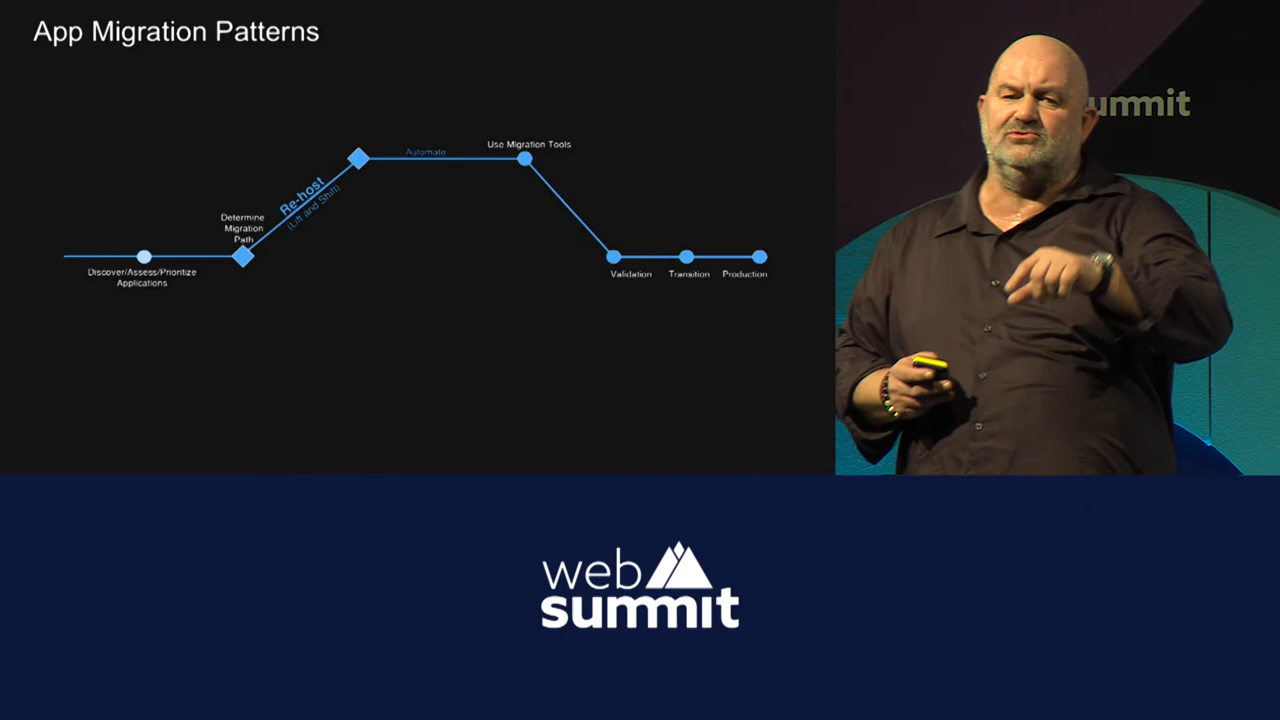 App Migration Patterns
Automate
Use Migration Tools
Re-host
(Lift and Shift)
Determine
Migration
Path
Discover/Assess/Prioritize
Applications
Validation
Transition
Production
summit
web
summit